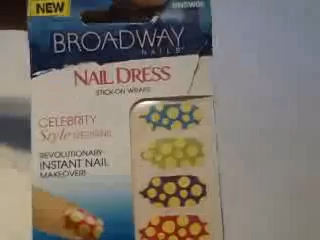 NEW
BROADWAY
NAILS
NAIL DRESS
STICK-ON WRAPS
CELEBRITY
Style
REVOLUTIONARY
INSTANT NAIL
MAKEOVER!